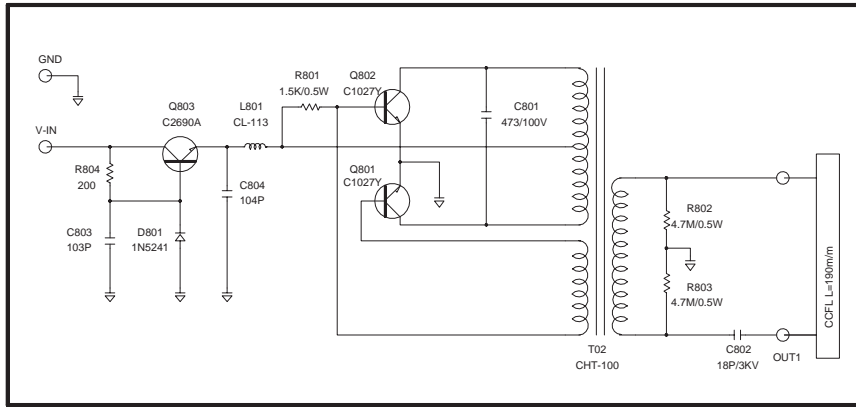 GND
V-IN
Q803
C2690A
R804
200
C803
103P
D801
1N5241
L801
CL-113
C804
104P
R801
1.5K/0.5W
Q802
C1027Y
Q801
C1027Y
C801
473/100V
T02
CHT-100
R802
4.7M/0.5W
R803
4.7M/0.5W
C802
18P/3KV
OUT1
CCFL L=190m/m